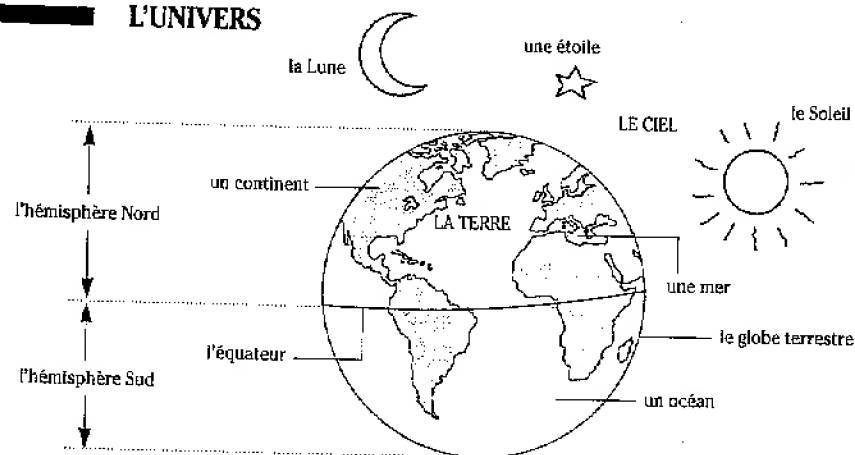 L'UNIVERS
une étoile
la Lune
le Soleil
LE CIEL
un continent
l'hémisphère Nord
LA TERRE
une mer
le globe terrestre
l'équateur
l'hémisphère Sud
un océan